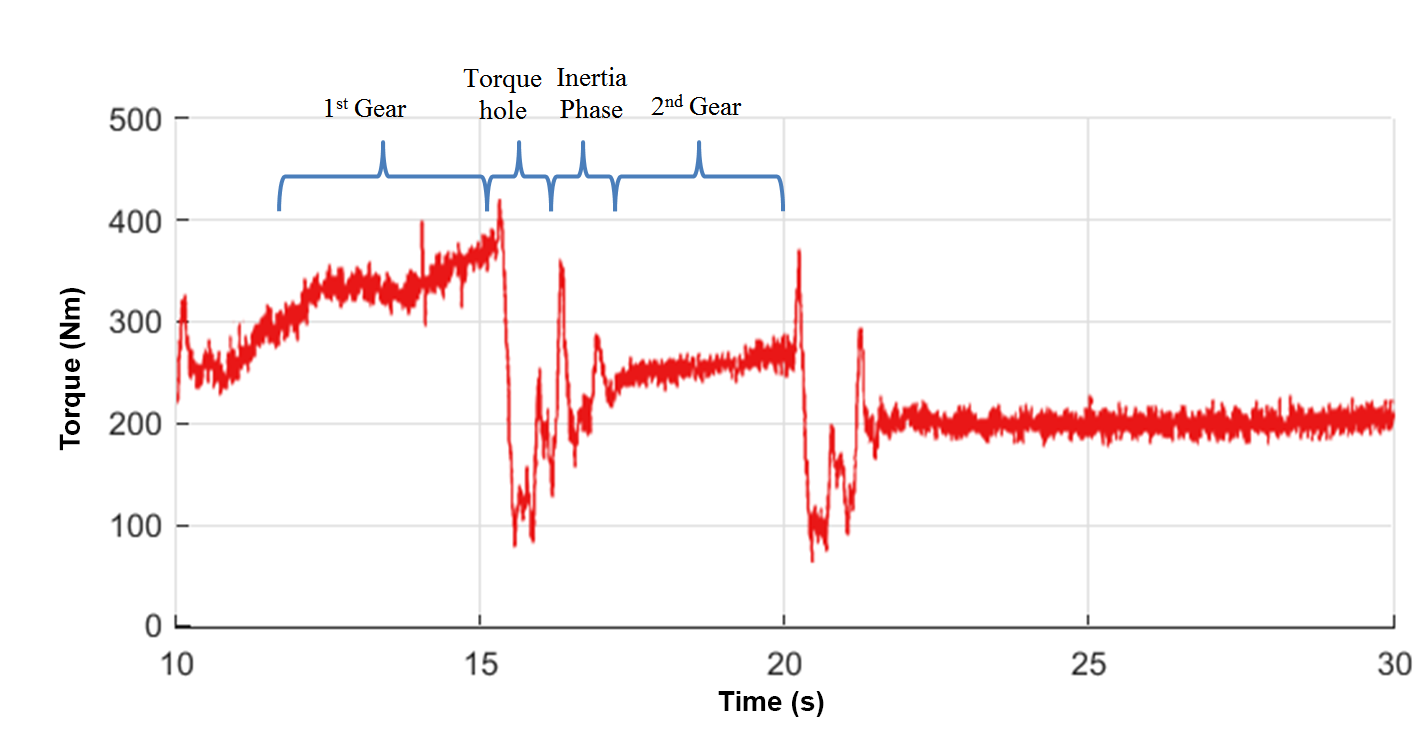 Torque Inertia
1st Gear hole Phase 2nd Gear
500
400
300
200
100
0
Torque (Nm)
10 15 20 25 30
Time (s)